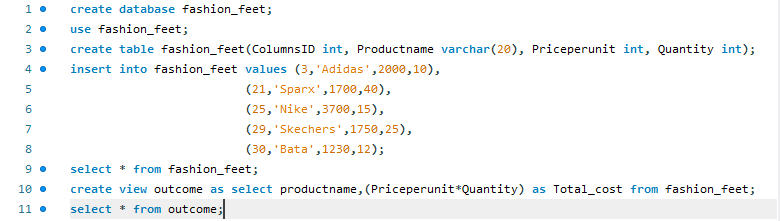 1 create database fashion_feet;
2 use fashion_feet;
3 create table fashion_feet(ColumnsID int, Productname varchar(20), Priceperunit int, Quantity int);
4 insert into fashion_feet values (3,'Adidas',2000,10),
5 (21,'Sparx',1700,40),
6 (25,'Nike',3700,15),
7 (29,'Skechers',1750,25),
8 (30,'Bata',1230,12);
9 select * from fashion_feet;
10 create view outcome as select productname,(Priceperunit*Quantity) as Total_cost from fashion_feet;
11 select * from outcome;